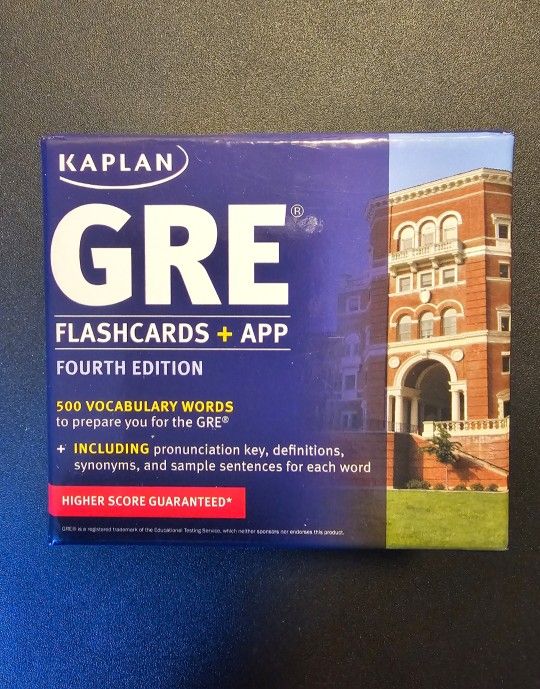 KAPLAN
GRE®
FLASHCARDS + APP
FOURTH EDITION
500 VOCABULARY WORDS
to prepare you for the GRE®
+ INCLUDING pronunciation key, definitions,
synonyms, and sample sentences for each word
HIGHER SCORE GUARANTEED*
GRE® is a registered trademark of the Educational Testing Service, which neither sponsors nor endorses this product.